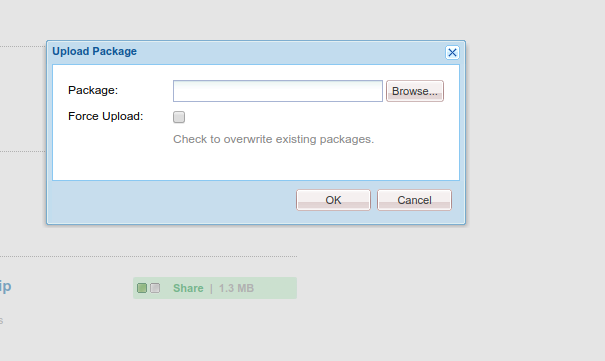 Upload Package
Package:
Browse...
Force Upload:
Check to overwrite existing packages.
OK
Cancel
ip
Share | 1.3 MB
s